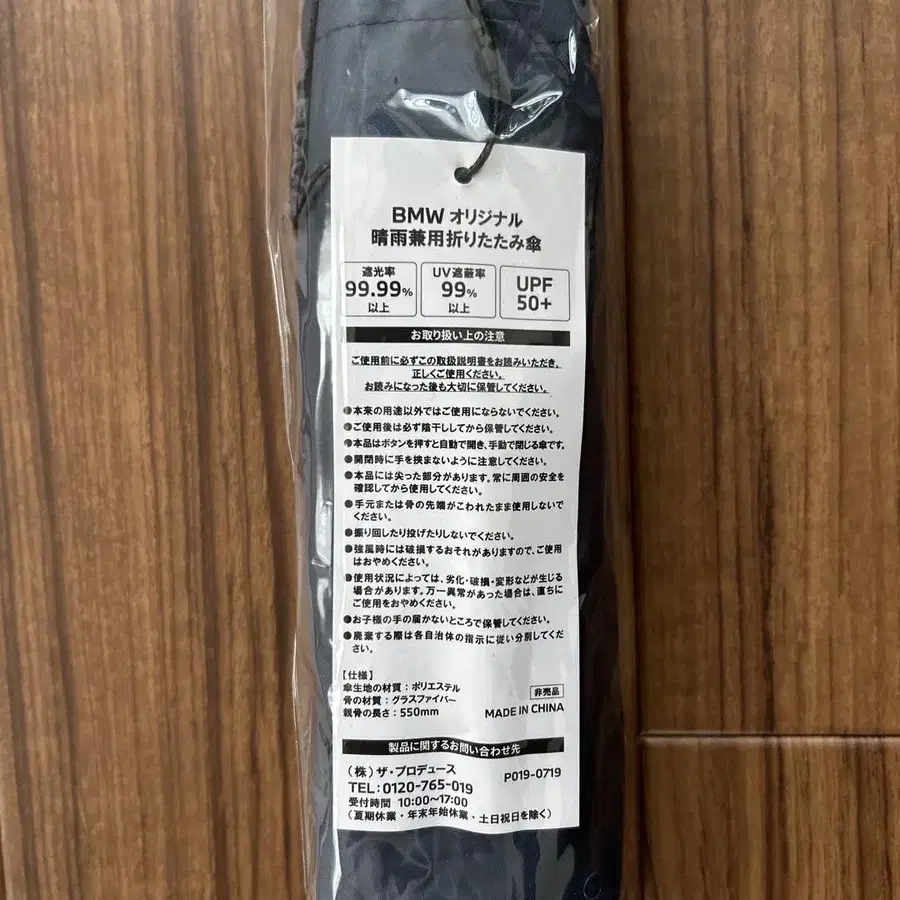 BMW オリジナル
晴雨兼用折りたたみ傘
遮光率
99.99%
以上
UV遮蔽率
99%
以上
UPF
50+
お取り扱い上の注意
ご使用前に必ずこの取扱説明書をお読みいただき、
正しくご使用ください。
お読みになった後も大切に保管してください。
●本来の用途以外ではご使用にならないでください。
●ご使用後は必ず陰干ししてから保管してください。
●本品はボタンを押すと自動で開き、手動で閉じる傘です。
●開閉時に手を挟まないように注意してください。
●本品には尖った部分があります。常に周囲の安全を
確認してから使用してください。
●手元または骨の先端がこわれたまま使用しないで
ください。
●振り回したり投げたりしないでください。
●強風時には破損するおそれがありますので、ご使用
はおやめください。
●使用状況によっては、劣化・破損・変形などが生じる
場合があります。万一異常があった場合は、直ちに
ご使用をおやめください。
●お子様の手の届かないところで保管してください。
●廃棄する際は各自治体の指示に従い分別してくだ
さい。
【仕様】
傘生地の材質：ポリエステル
骨の材質：グラスファイバー
親骨の長さ：550mm
非売品
MADE IN CHINA
製品に関するお問い合わせ先
（株）ザ・プロデュース
P019-0719
TEL：0120-765-019
受付時間 10:00〜17:00
（夏期休業・年末年始休業・土日祝日を除く）